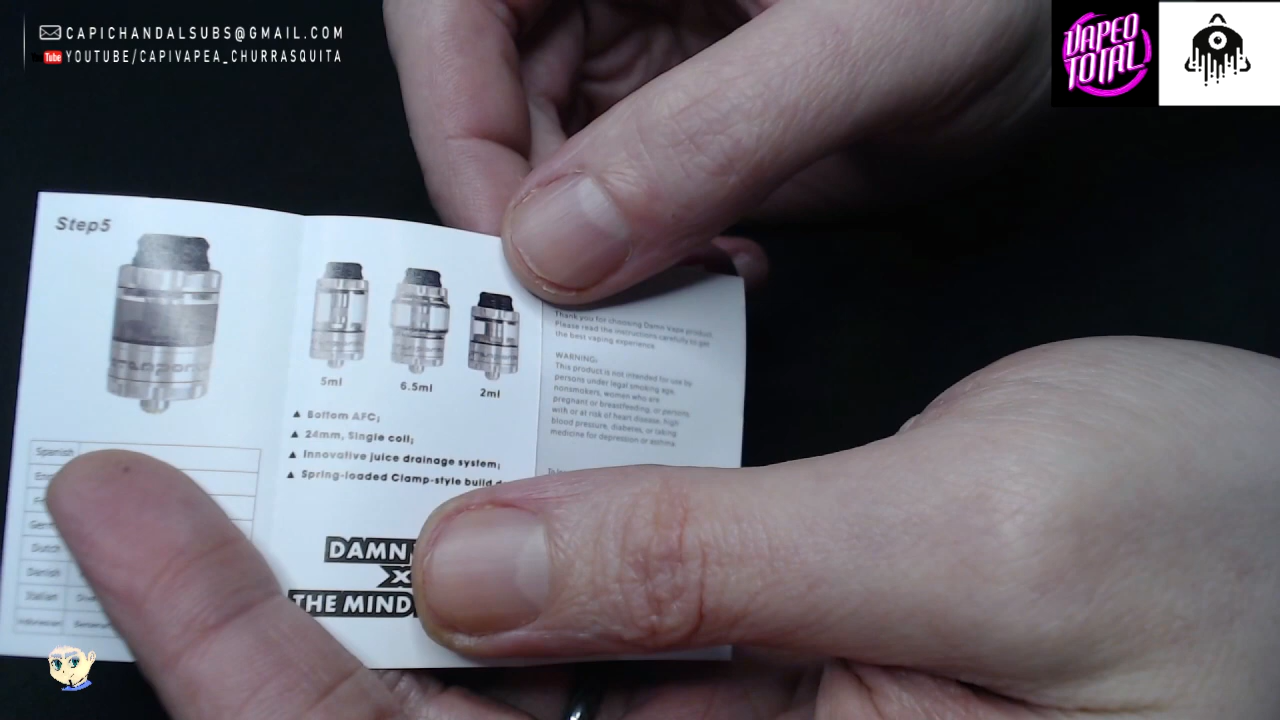 CAPICHANDALSUBS@GMAIL.COM
YouTube/CAPIVAPEA_CHURRASQUITA
VAPEO
TOTAL
Step5
5ml
6.5ml
2ml
▲ Bottom AFC;
▲ 24mm, Single coil;
▲ Innovative juice drainage system;
▲ Spring-loaded Clamp-style build
DAMN
X
THE MIND
Thank you for choosing Damn Vape product.
Please read the instructions carefully to get
the best vaping experience
WARNING:
This product is not intended for use by
persons under legal smoking age,
nonsmokers, women who are
pregnant or breastfeeding, or persons
with or at risk of heart disease, high
blood pressure, diabetes, or taking
medicine for depression or asthma.
Spanish
Dutch
Danish
Italian
Indonesian